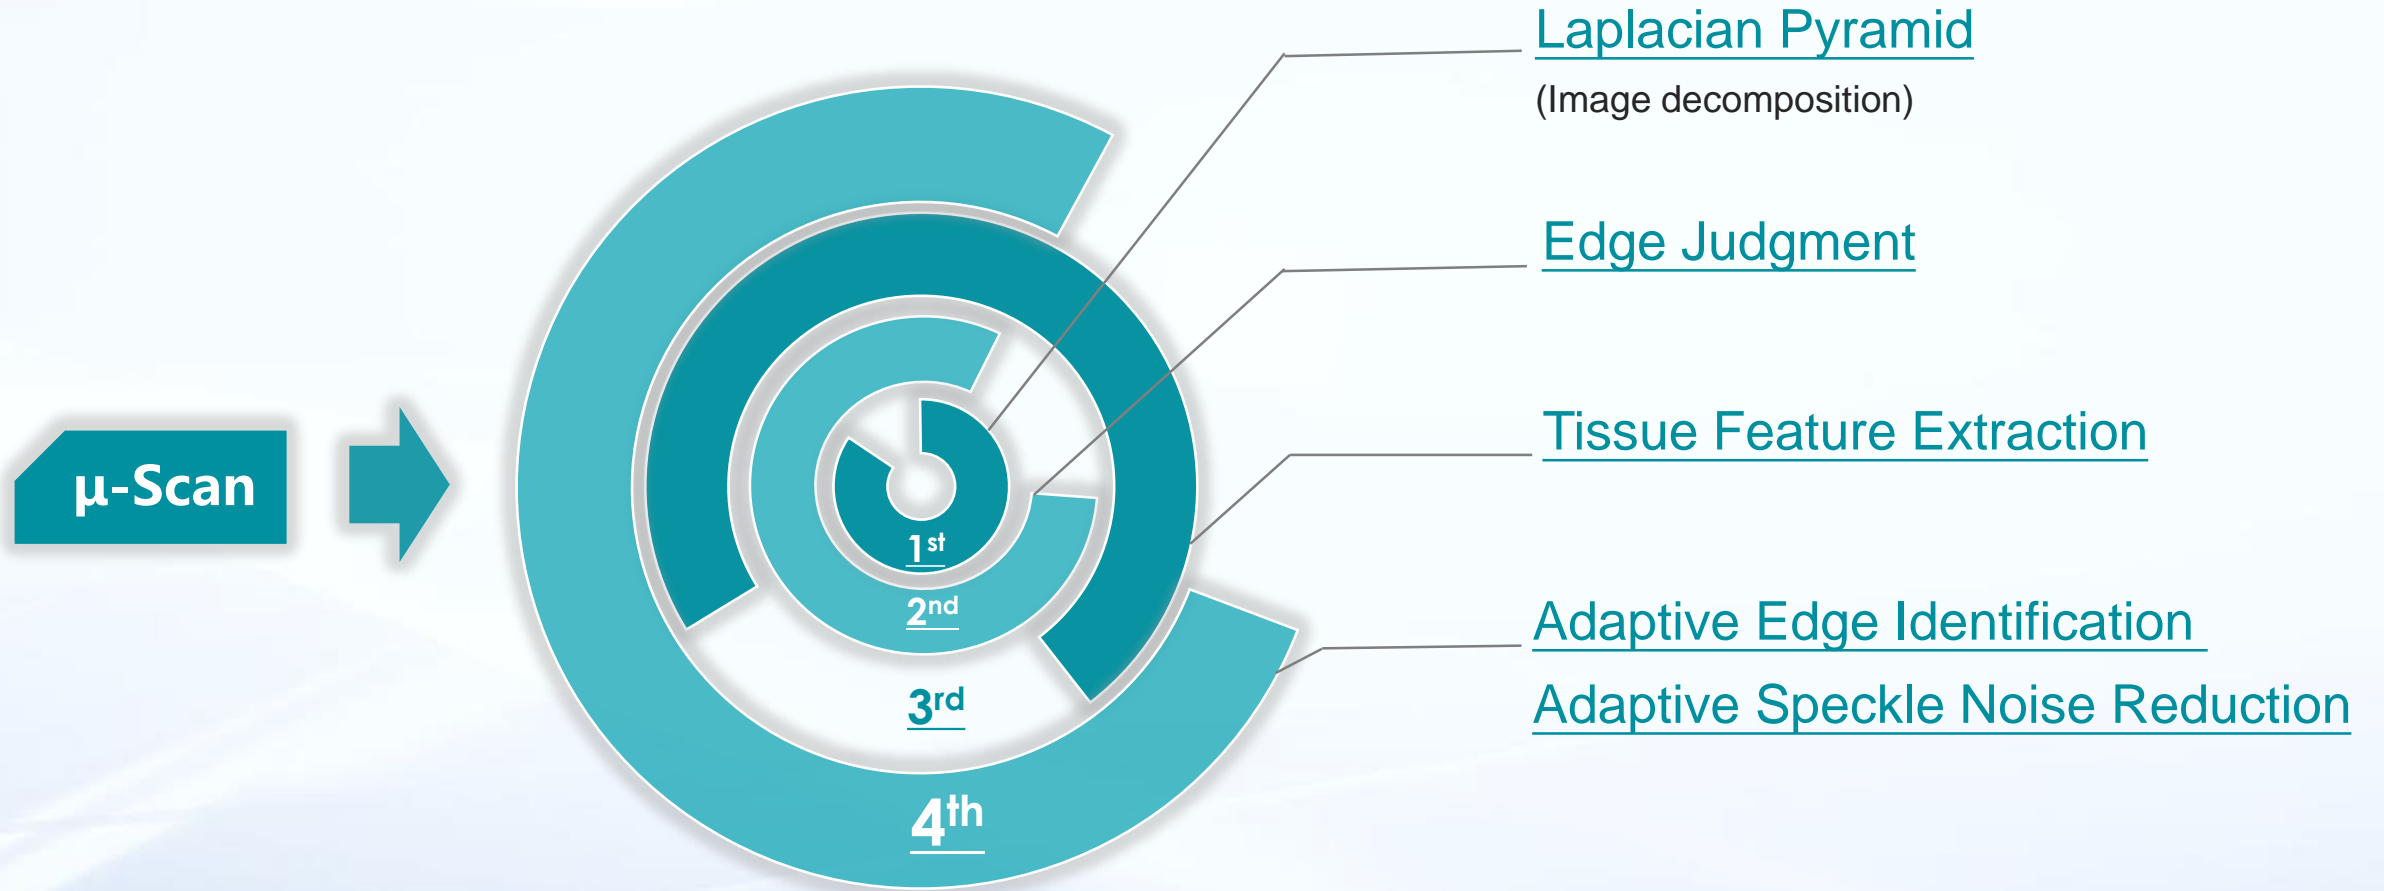 Laplacian Pyramid
(Image decomposition)
Edge Judgment
Tissue Feature Extraction
Adaptive Edge Identification
Adaptive Speckle Noise Reduction
µ-Scan
1st
2nd
3rd
4th